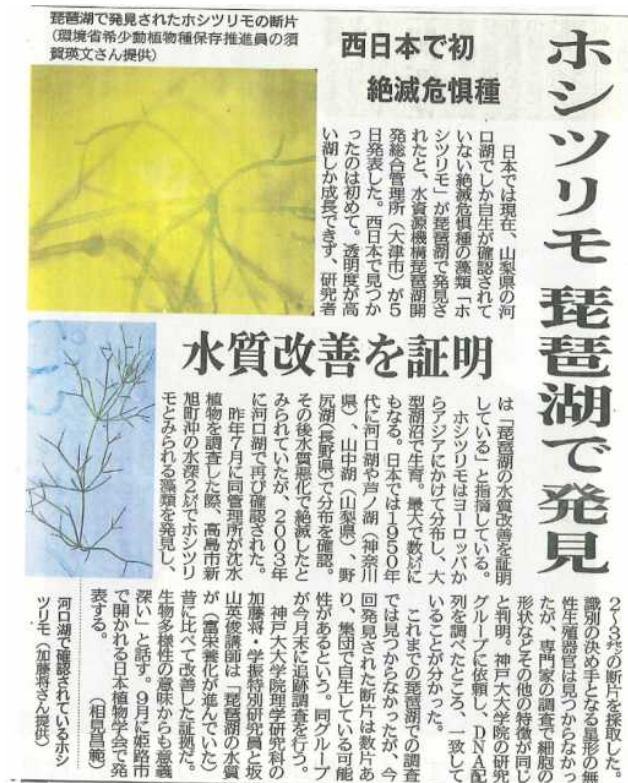 ホシツリモ 琵琶湖で発見
西日本で初
絶滅危惧種
水質改善を証明
琵琶湖で発見されたホシツリモの断片
(環境省希少動植物種保存推進員の須
賀瑛文さん提供)
日本では現在、山梨県の河
口湖でしか自生が確認されて
いない絶滅危惧種の藻類「ホ
シツリモ」が琵琶湖で発見さ
れたと、水資源機構琵琶湖開
発総合管理所(大津市)が5
日発表した。西日本で見つか
ったのは初めて。透明度が高
い湖しか成長できず、研究者
は「琵琶湖の水質改善を証明
している」と指摘している。
ホシツリモはヨーロッパか
らアジアにかけて分布し、大
型湖沼で生育。最大で数㍍に
もなる。日本では1950年
代に河口湖や芦ノ湖(神奈川
県)、山中湖(山梨県)、野
尻湖(長野県)で分布を確認。
その後水質悪化で絶滅したと
みられていたが、2003年
に河口湖で再び確認された。
昨年7月に同管理所が沈水
植物を調査した際、高島市新
旭町沖の水深2㍍でホシツリ
モとみられる藻類を発見し、
2〜3㌢の断片を採取した。
識別の決め手となる星形の無
性生殖器官は見つからなかっ
たが、専門家の調査で細胞の
形状などその他の特徴が同じ
と判明。神戸大大学院の研究
グループに依頼し、DNA配
列を調べたところ、一致して
いることが分かった。
これまでの琵琶湖での調査
では見つからなかったが、今
回発見された断片は数片あ
り、集団で自生している可能
性があるという。同グループ
が今月末に追跡調査を行う。
神戸大大学院理学研究科の
加藤将・学振特別研究員と坂
山英俊講師は「琵琶湖の水質
が(富栄養化が進んでいた)
昔に比べて改善した証拠だ。
生物多様性の意味からも意義
深い」と話す。9月に姫路市
で開かれる日本植物学会で発
表する。
(相見昌範)
河口湖で確認されているホシ
ツリモ(加藤将さん提供)